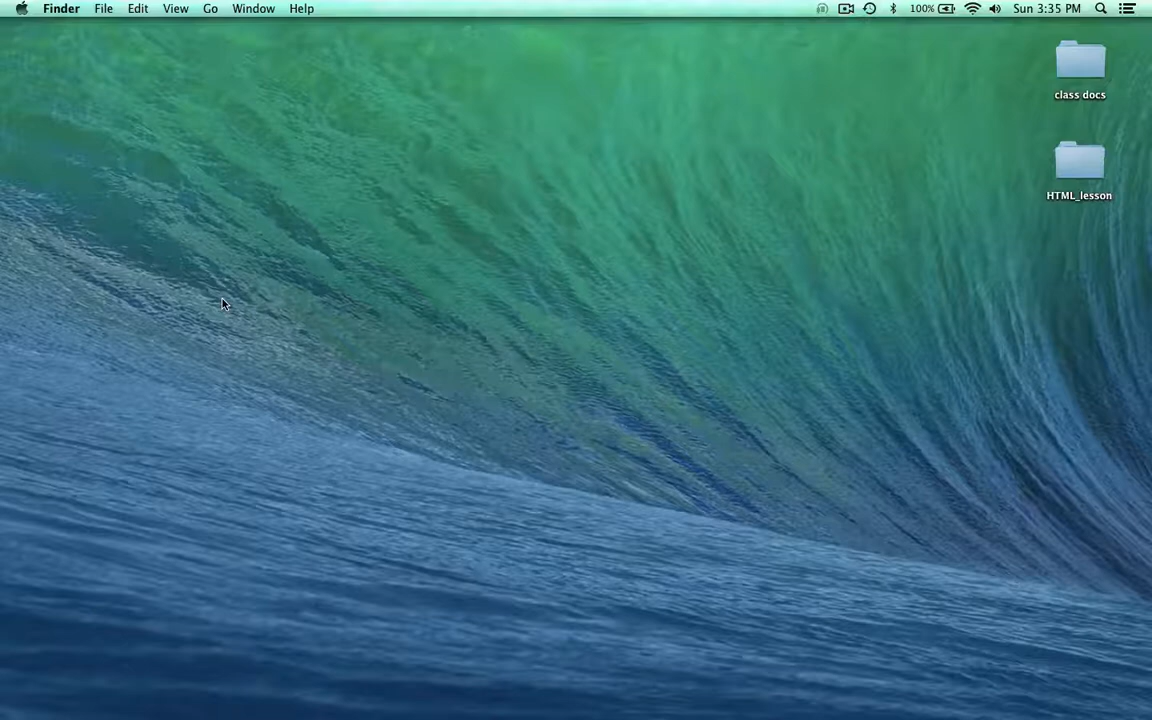 Finder File Edit View Go Window Help 100% Sun 3:35 PM
class docs
HTML_lesson